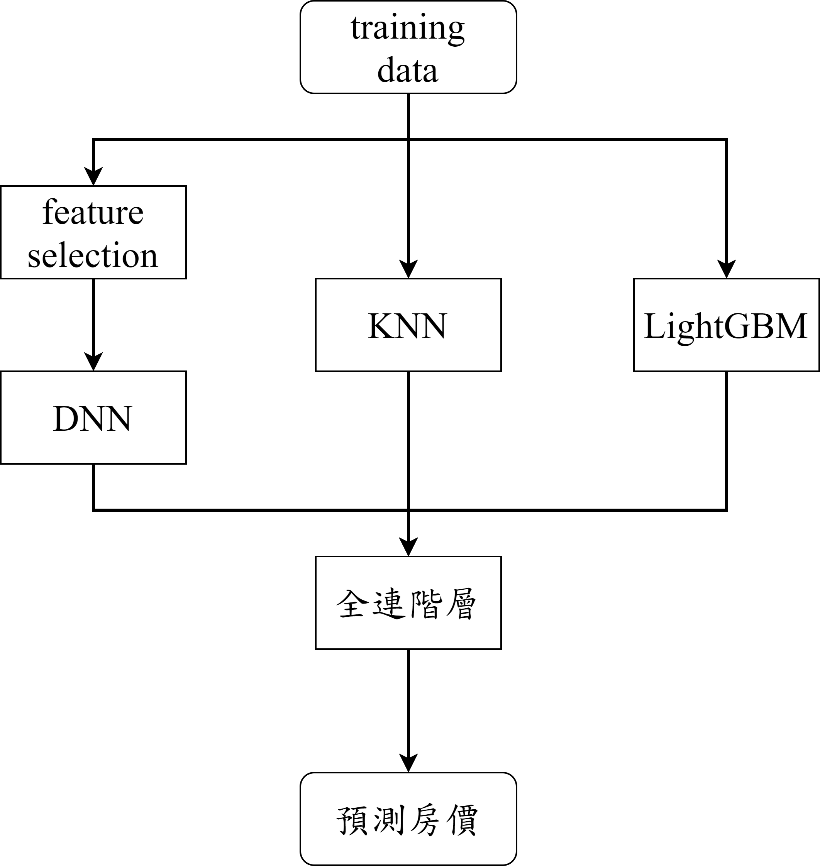 training
data
feature
selection
KNN
LightGBM
DNN
全連階層
預測房價